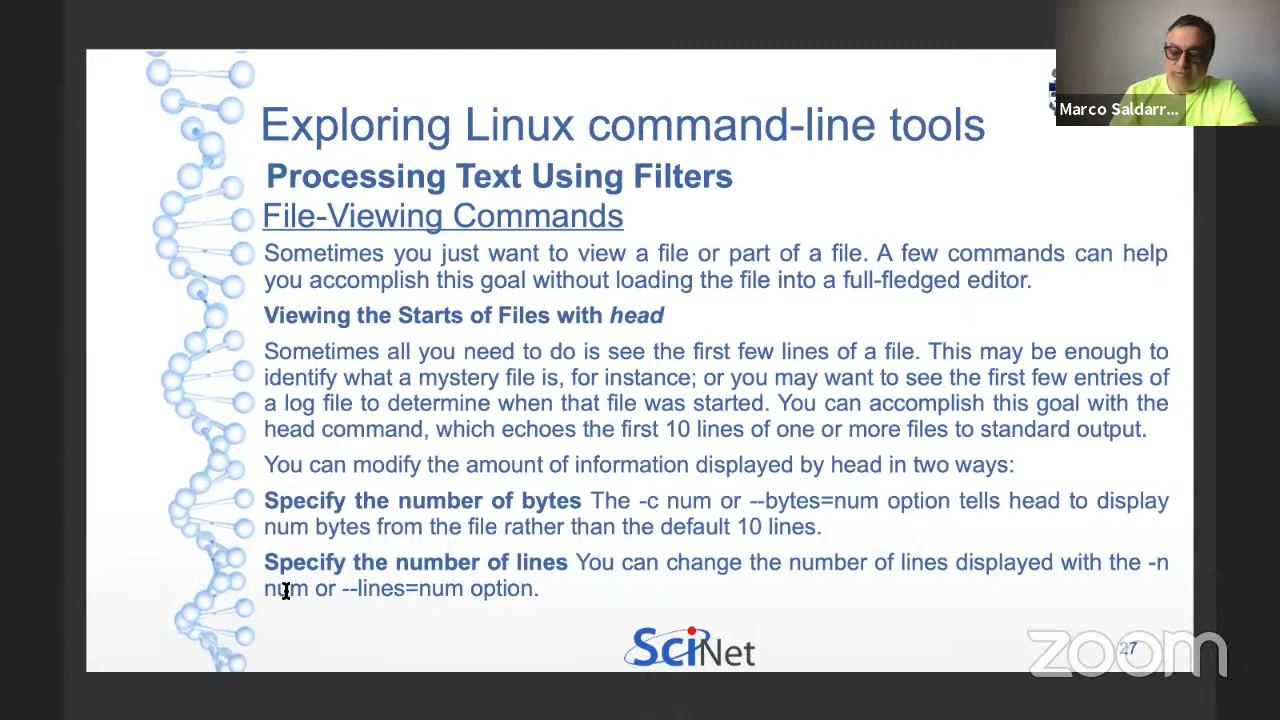 Marco Saldarr...
Exploring Linux command-line tools
Processing Text Using Filters
File-Viewing Commands
Sometimes you just want to view a file or part of a file. A few commands can help
you accomplish this goal without loading the file into a full-fledged editor.
Viewing the Starts of Files with head
Sometimes all you need to do is see the first few lines of a file. This may be enough to
identify what a mystery file is, for instance; or you may want to see the first few entries of
a log file to determine when that file was started. You can accomplish this goal with the
head command, which echoes the first 10 lines of one or more files to standard output.
You can modify the amount of information displayed by head in two ways:
Specify the number of bytes The -c num or --bytes=num option tells head to display
num bytes from the file rather than the default 10 lines.
Specify the number of lines You can change the number of lines displayed with the -n
num or --lines=num option.
SciNet
zoom
27